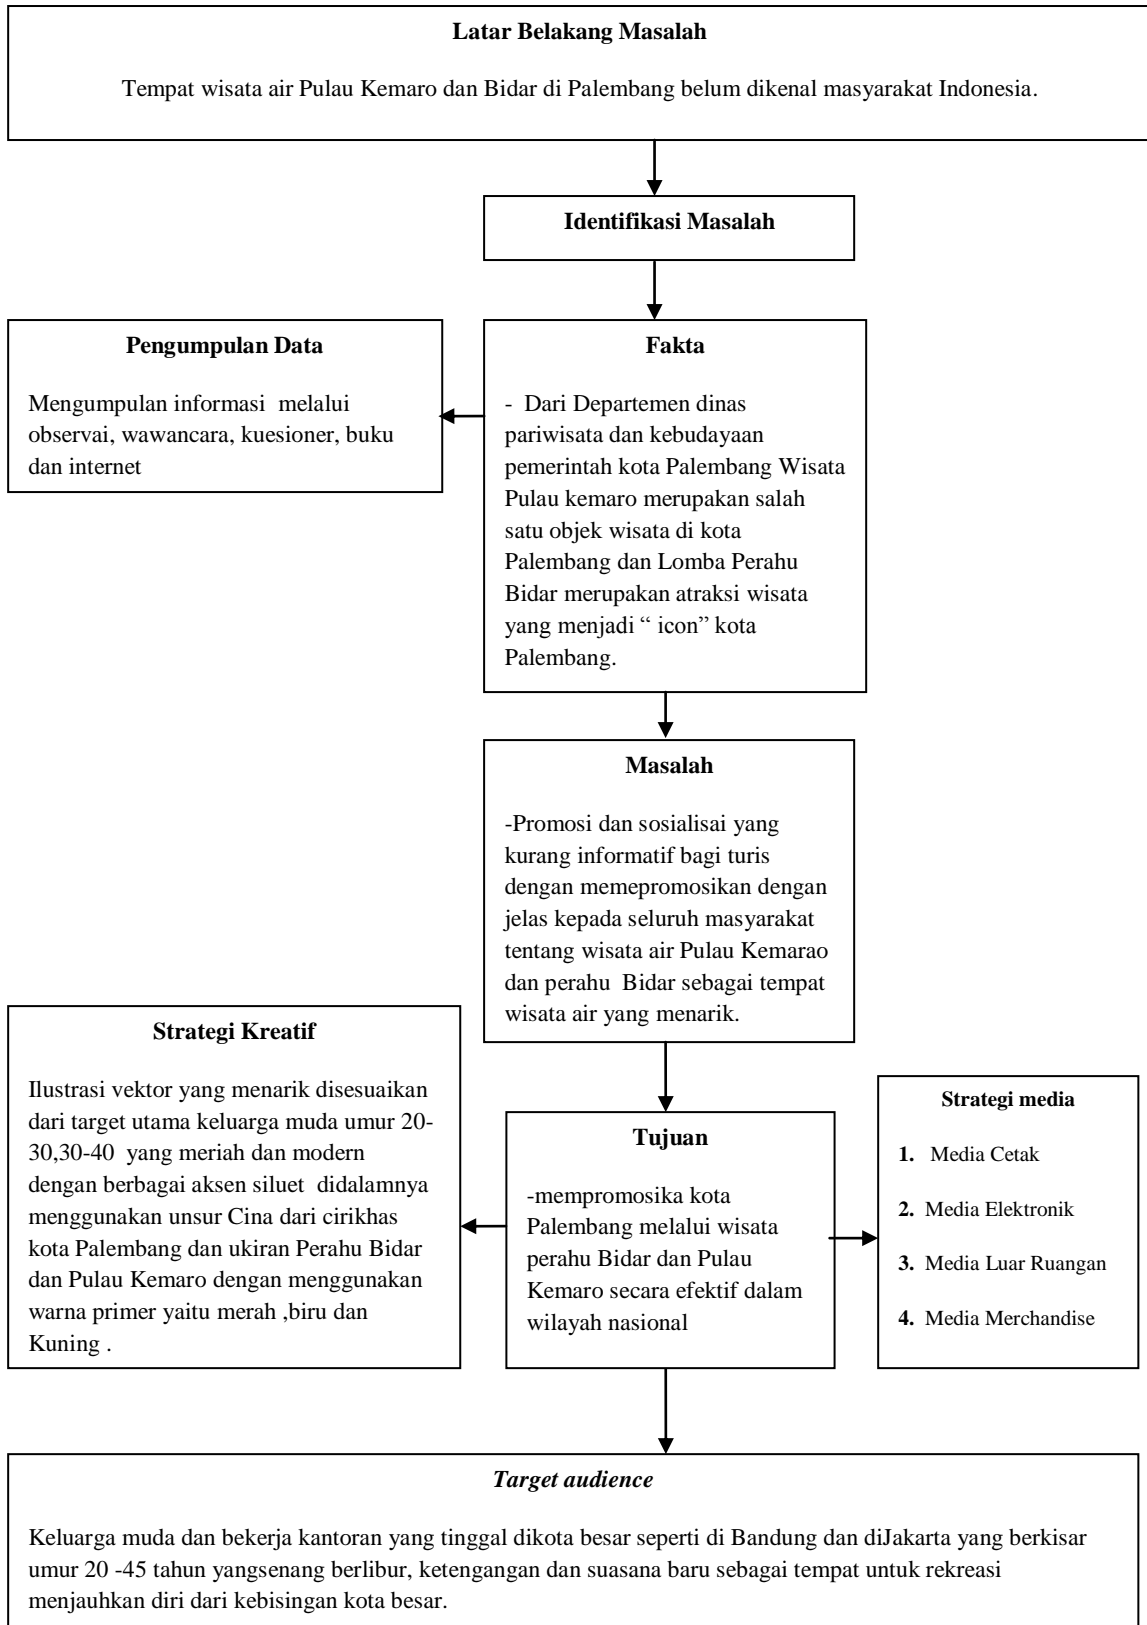 Latar Belakang Masalah
Tempat wisata air Pulau Kemaro dan Bidar di Palembang belum dikenal masyarakat Indonesia.
Identifikasi Masalah
Pengumpulan Data
Mengumpulan informasi melalui
observai, wawancara, kuesioner, buku
dan internet
Fakta
- Dari Departemen dinas
pariwisata dan kebudayaan
pemerintah kota Palembang Wisata
Pulau kemaro merupakan salah
satu objek wisata di kota
Palembang dan Lomba Perahu
Bidar merupakan atraksi wisata
yang menjadi “ icon” kota
Palembang.
Masalah
-Promosi dan sosialisai yang
kurang informatif bagi turis
dengan memepromosikan dengan
jelas kepada seluruh masyarakat
tentang wisata air Pulau Kemarao
dan perahu Bidar sebagai tempat
wisata air yang menarik.
Strategi Kreatif
Ilustrasi vektor yang menarik disesuaikan
dari target utama keluarga muda umur 20-
30,30-40 yang meriah dan modern
dengan berbagai aksen siluet didalamnya
menggunakan unsur Cina dari cirikhas
kota Palembang dan ukiran Perahu Bidar
dan Pulau Kemaro dengan menggunakan
warna primer yaitu merah ,biru dan
Kuning .
Tujuan
-mempromosika kota
Palembang melalui wisata
perahu Bidar dan Pulau
Kemaro secara efektif dalam
wilayah nasional
Strategi media
1. Media Cetak
2. Media Elektronik
3. Media Luar Ruangan
4. Media Merchandise
Target audience
Keluarga muda dan bekerja kantoran yang tinggal dikota besar seperti di Bandung dan diJakarta yang berkisar
umur 20 -45 tahun yangsenang berlibur, ketengangan dan suasana baru sebagai tempat untuk rekreasi
menjauhkan diri dari kebisingan kota besar.